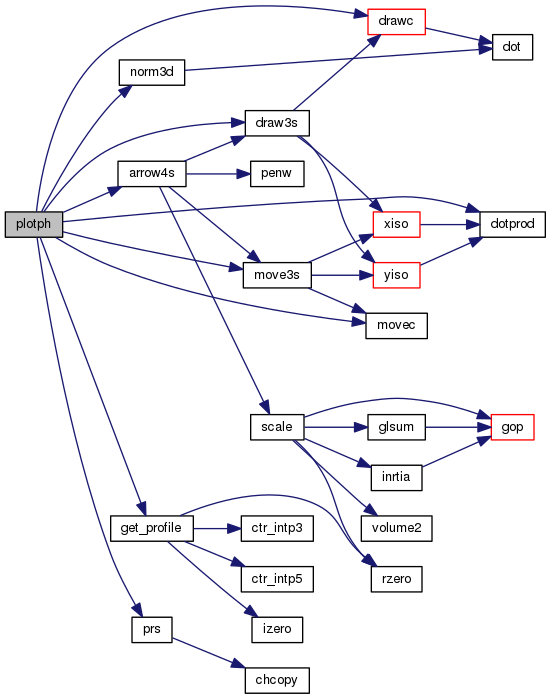 drawc
dot
norm3d
draw3s
arrow4s
penw
plotph
xiso
dotprod
move3s
yiso
movec
scale
glsum
gop
inrtia
get_profile
ctr_intp3
volume2
ctr_intp5
rzero
prs
izero
chcopy